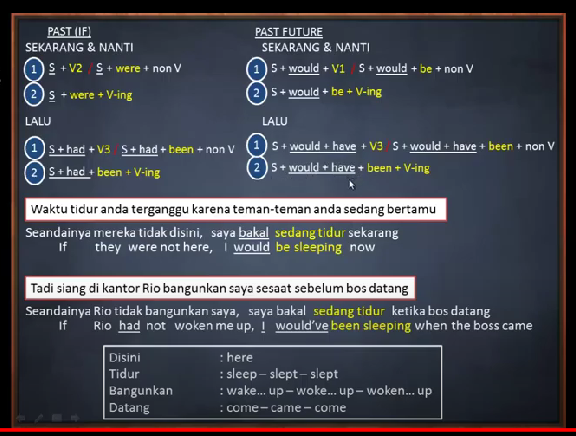 PAST (IF)
SEKARANG & NANTI
1 S + V2 / S + were + non V
2 S + were + V-ing
LALU
1 S + had + V3 / S + had + been + non V
2 S + had + been + V-ing
PAST FUTURE
SEKARANG & NANTI
1 S + would + V1 / S + would + be + non V
2 S + would + be + V-ing
LALU
1 S + would + have + V3 / S + would + have + been + non V
2 S + would + have + been + V-ing
Waktu tidur anda terganggu karena teman-teman anda sedang bertamu
Seandainya mereka tidak disini, saya bakal sedang tidur sekarang
If they were not here, I would be sleeping now
Tadi siang di kantor Rio bangunkan saya sesaat sebelum bos datang
Seandainya Rio tidak bangunkan saya, saya bakal sedang tidur ketika bos datang
If Rio had not woken me up, I would've been sleeping when the boss came
Disini : here
Tidur : sleep – slept – slept
Bangunkan : wake... up – woke... up – woken... up
Datang : come – came – come